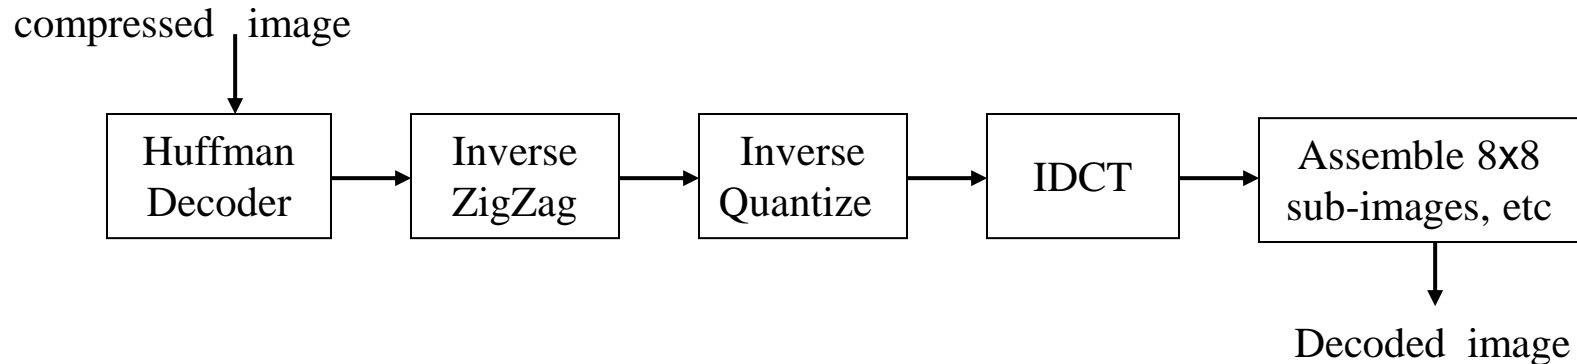 compressed image
Huffman
Decoder
Inverse
ZigZag
Inverse
Quantize
IDCT
Assemble 8x8
sub-images, etc
Decoded image